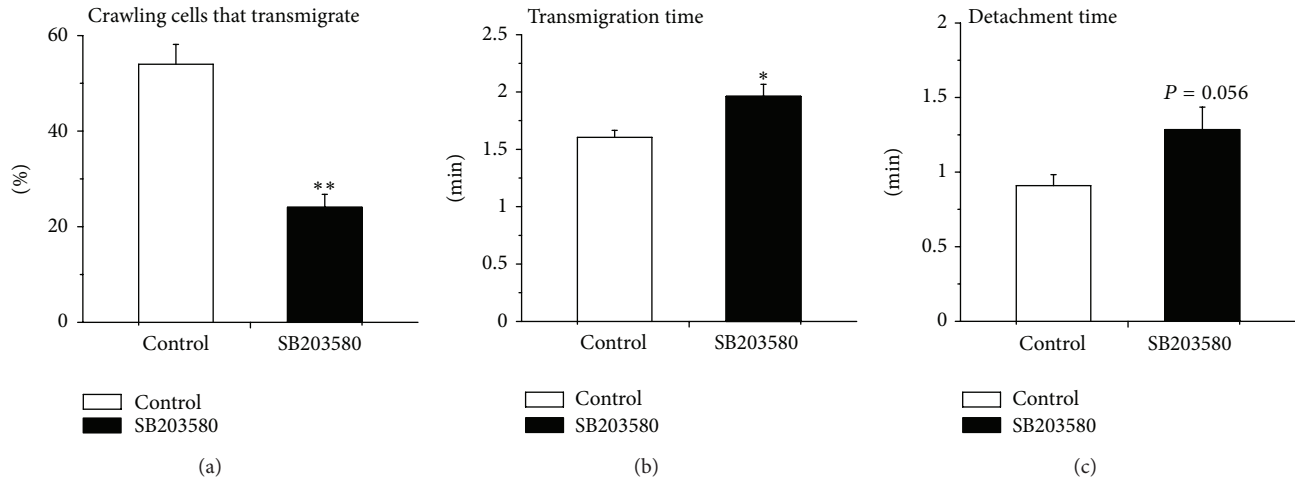 Crawling cells that transmigrate
60
40
20
0
(%)
**
Control
SB203580
Control
SB203580
(a)
Transmigration time
2.5
2
1.5
1
0.5
0
(min)
*
Control
SB203580
Control
SB203580
(b)
Detachment time
2
1.5
1
0.5
0
(min)
P = 0.056
Control
SB203580
Control
SB203580
(c)